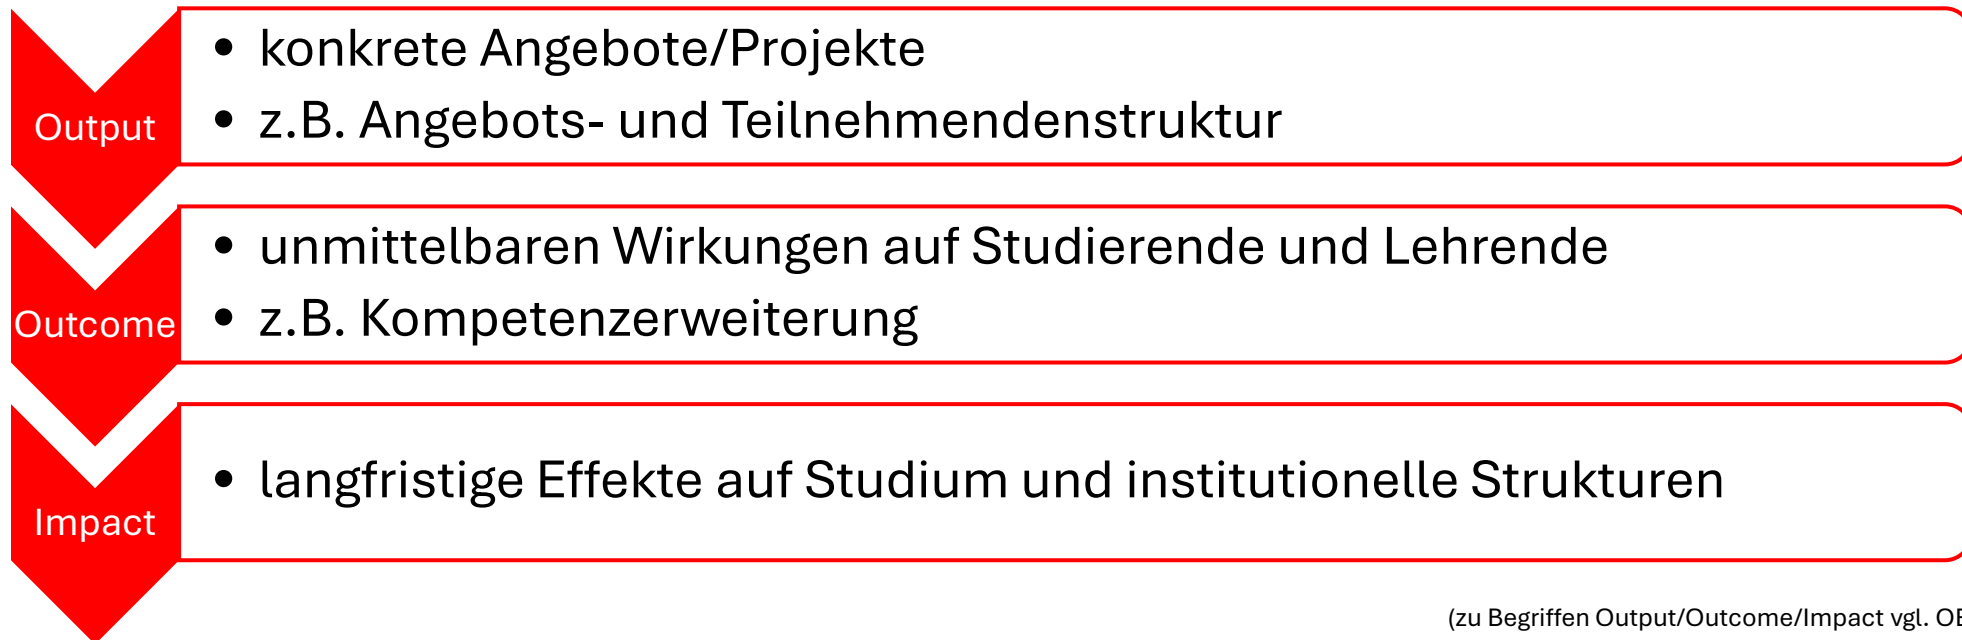 Output
• konkrete Angebote/Projekte
• z.B. Angebots- und Teilnehmendenstruktur
Outcome
• unmittelbaren Wirkungen auf Studierende und Lehrende
• z.B. Kompetenzerweiterung
Impact
• langfristige Effekte auf Studium und institutionelle Strukturen
(zu Begriffen Output/Outcome/Impact vgl.